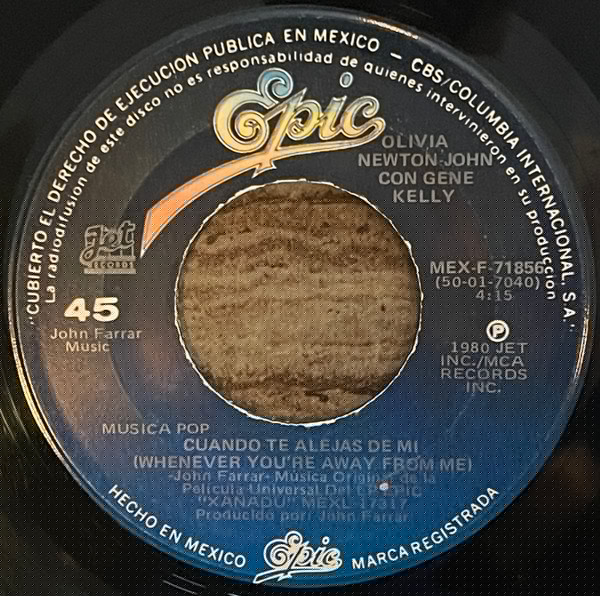 "CUBIERTO EL DERECHO DE EJECUCION PUBLICA EN MEXICO – CBS/COLUMBIA INTERNACIONAL, S.A."
La radiodifusion de este disco no es responsabilidad de quienes intervinieron en su produccion
Epic
OLIVIA
NEWTON-JOHN
CON GENE
KELLY
Jet
RECORDS
MEX-F-71856
(50-01-7040)
4:15
45
John Farrar
Music
℗
1980 JET
INC./MCA
RECORDS
INC.
MUSICA POP
CUANDO TE ALEJAS DE MI
(WHENEVER YOU'RE AWAY FROM ME)
-John Farrar- Música Original de la
Película Universal Del LP EPIC
"XANADU" MEXL-17317
Producido por: John Farrar
HECHO EN MEXICO
Epic
MARCA REGISTRADA